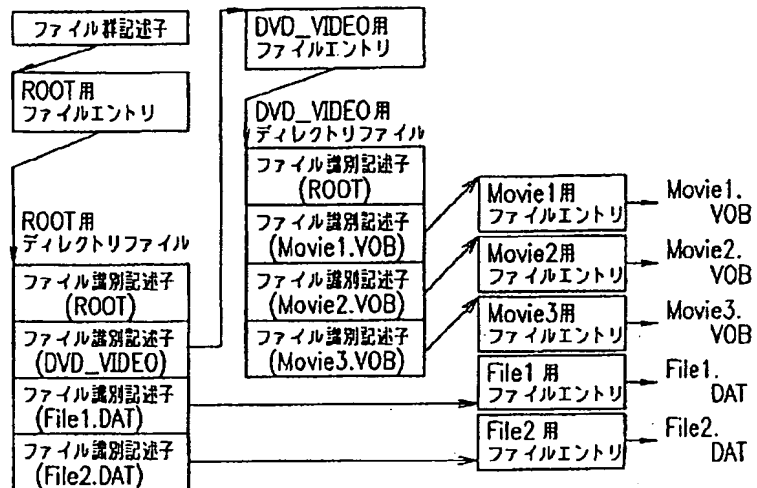 ファイル群記述子
ROOT用
ファイルエントリ
ROOT用
ディレクトリファイル
ファイル識別記述子
(ROOT)
ファイル識別記述子
(DVD_VIDEO)
ファイル識別記述子
(File1.DAT)
ファイル識別記述子
(File2.DAT)
DVD_VIDEO用
ファイルエントリ
DVD_VIDEO用
ディレクトリファイル
ファイル識別記述子
(ROOT)
ファイル識別記述子
(Movie1.VOB)
ファイル識別記述子
(Movie2.VOB)
ファイル識別記述子
(Movie3.VOB)
Movie1用
ファイルエントリ
Movie1.
VOB
Movie2用
ファイルエントリ
Movie2.
VOB
Movie3用
ファイルエントリ
Movie3.
VOB
File1用
ファイルエントリ
File1.
DAT
File2用
ファイルエントリ
File2.
DAT